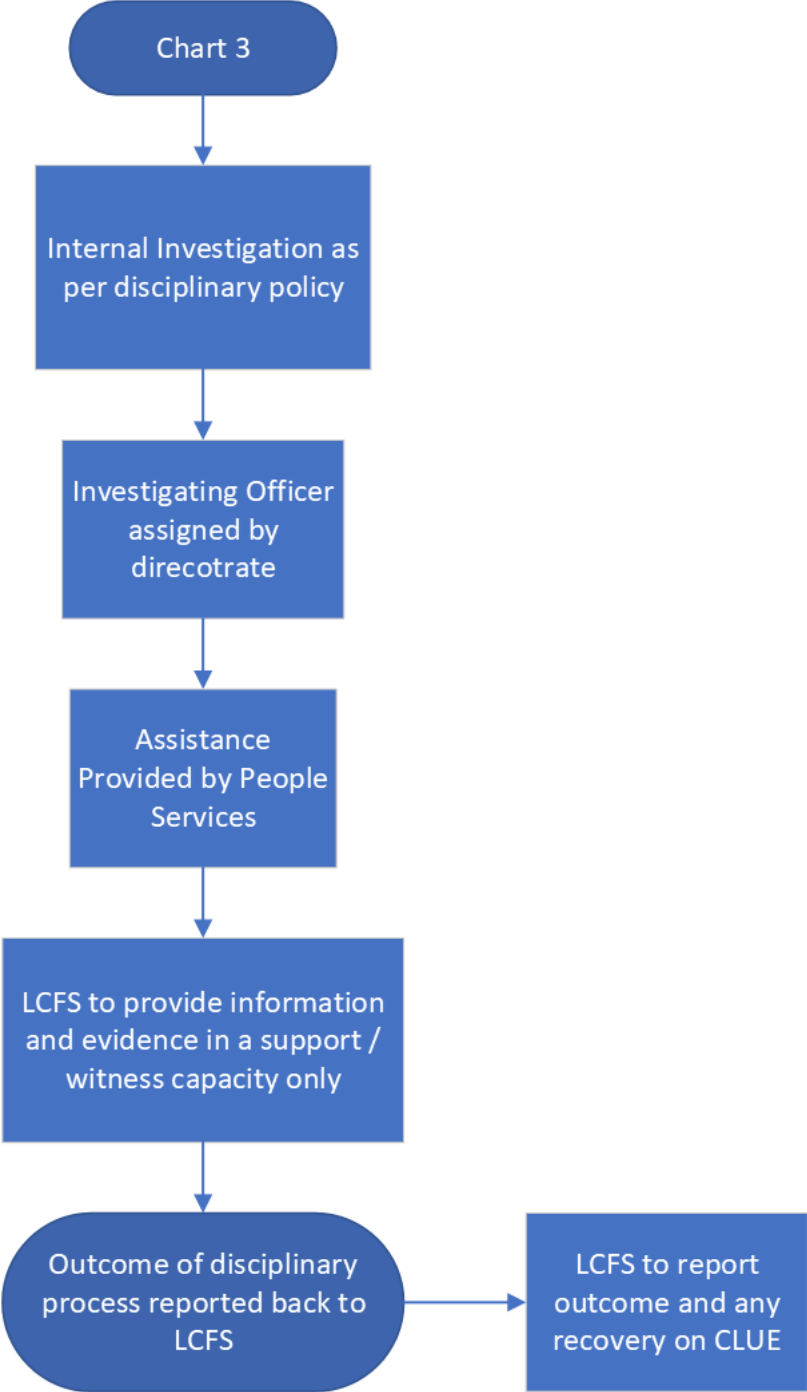 Chart 3
Internal Investigation as
per disciplinary policy
Investigating Officer
assigned by
direcotrate
Assistance
Provided by People
Services
LCFS to provide information
and evidence in a support /
witness capacity only
Outcome of disciplinary
process reported back to
LCFS
LCFS to report
outcome and any
recovery on CLUE